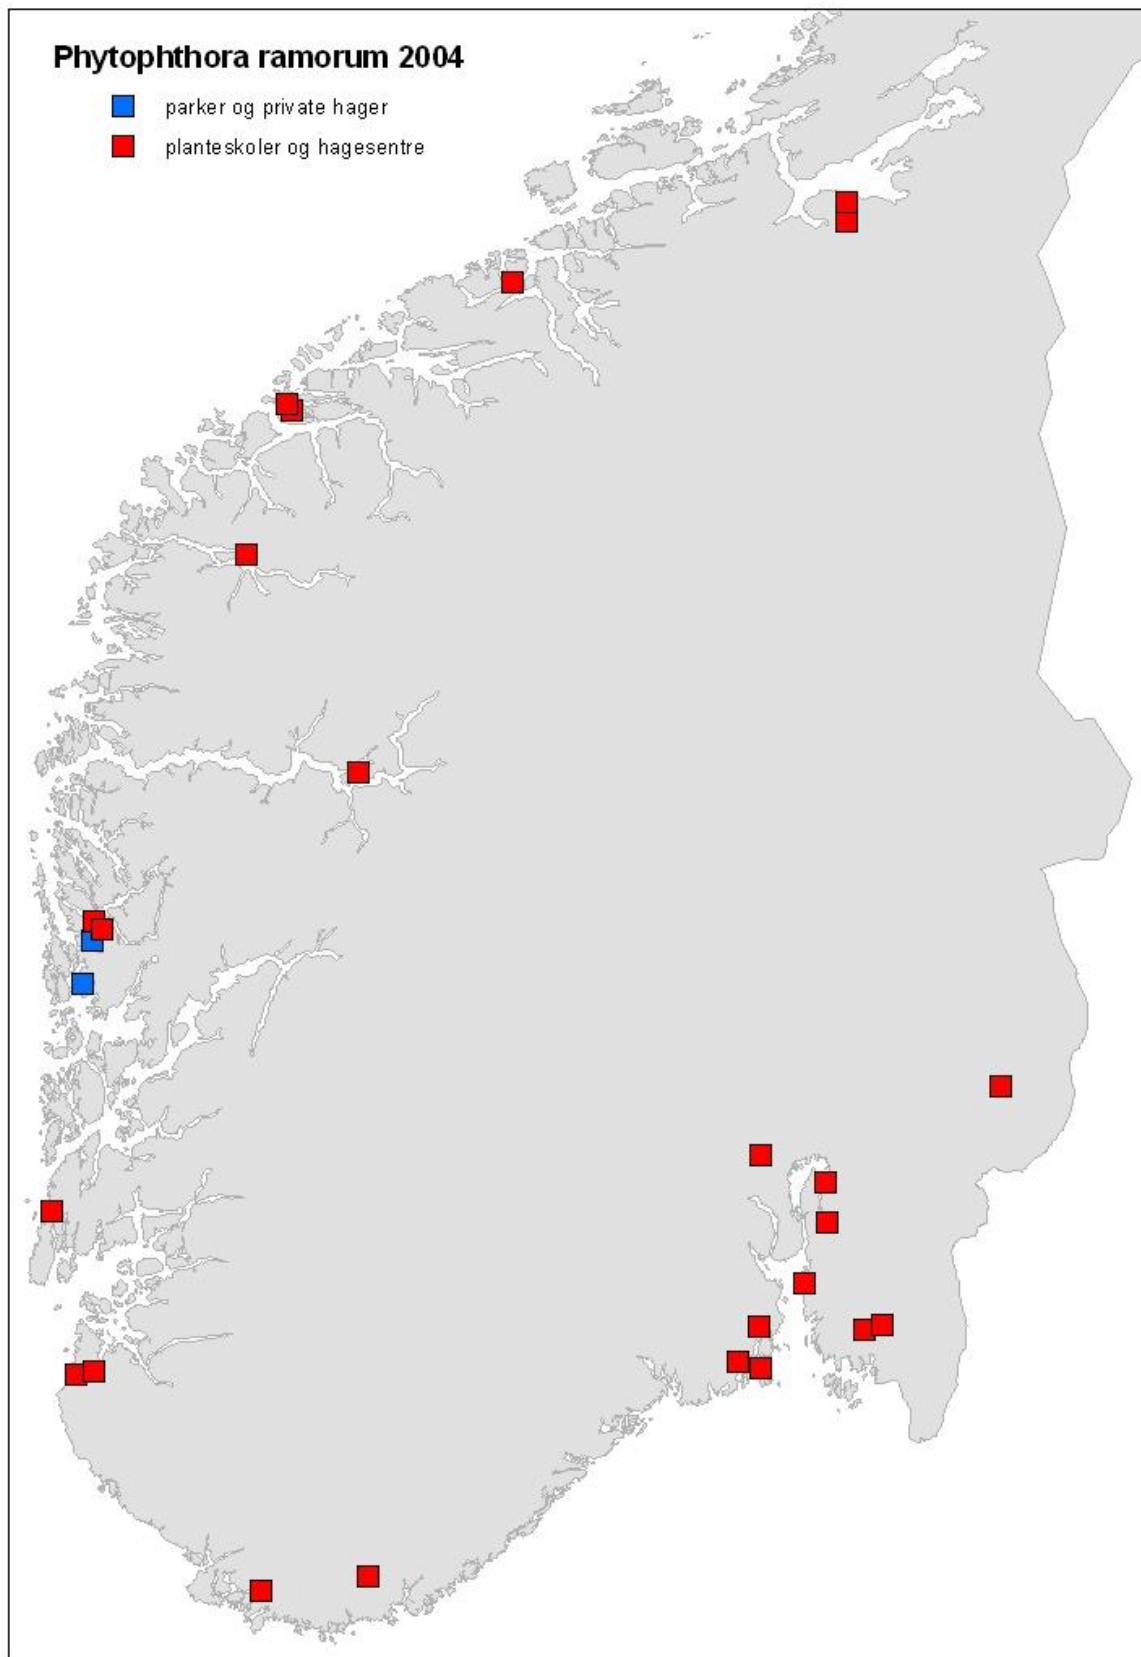 Phytophthora ramorum 2004
parker og private hager
planteskoler og hagesentre